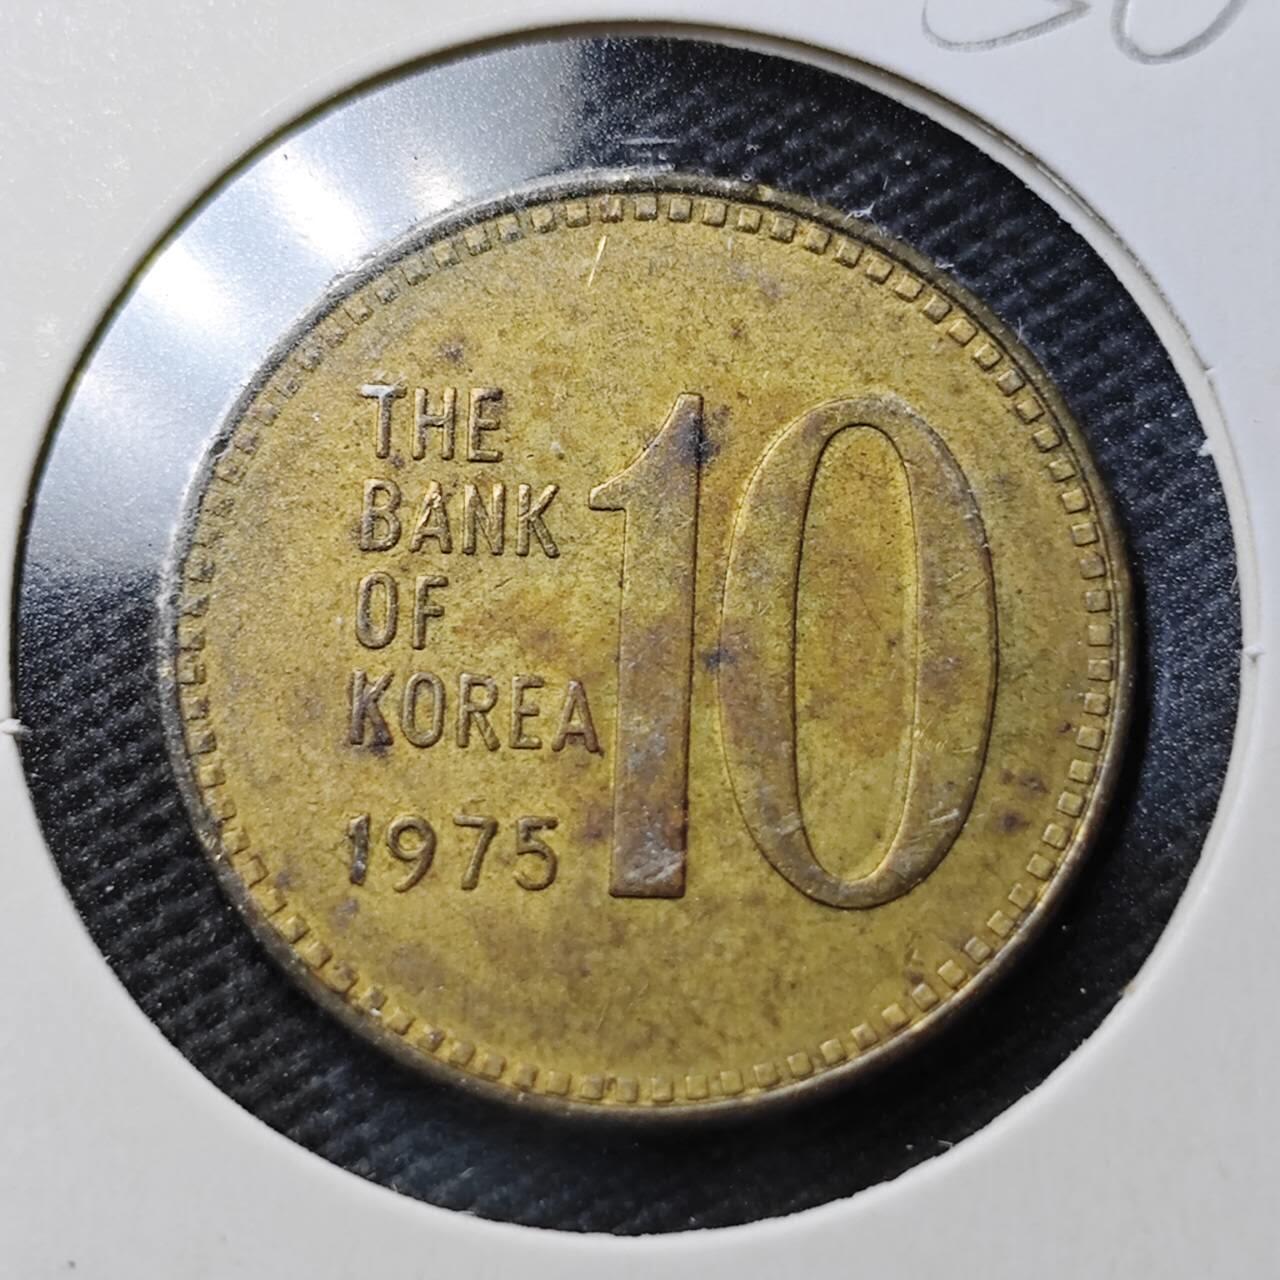 THE
BANK
OF
KOREA
1975
10